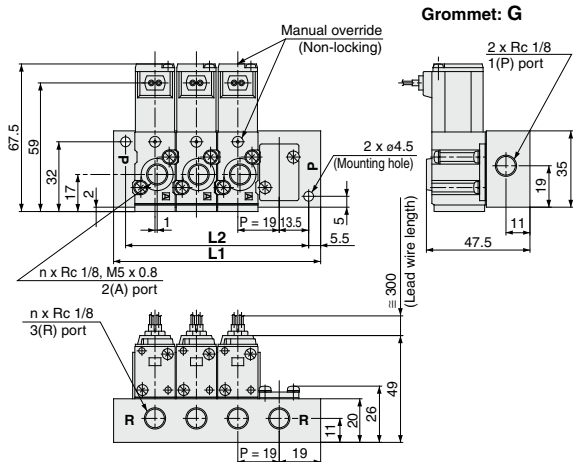 Grommet: G
Manual override
(Non-locking)
2 x Rc 1/8
1(P) port
67.5
59
32
17
2
P
P
2 x ø4.5
(Mounting hole)
1
P = 19
13.5
5
5.5
L2
L1
n x Rc 1/8, M5 x 0.8
2(A) port
35
19
11
47.5
n x Rc 1/8
3(R) port
≅ 300
(Lead wire length)
R
R
P = 19
19
11
20
26
49